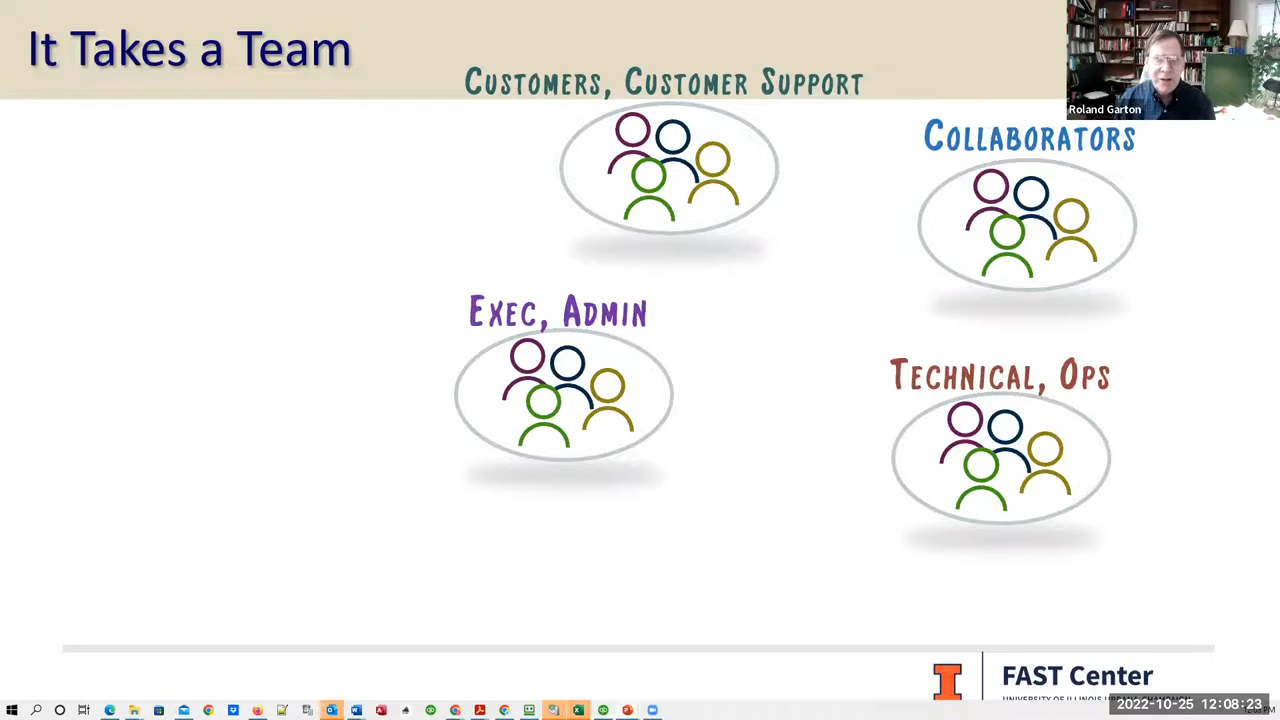 It Takes a Team
Customers, Customer Support
Roland Garton
Collaborators
Exec, Admin
Technical, Ops
FAST Center
2022-10-25 12:08:23